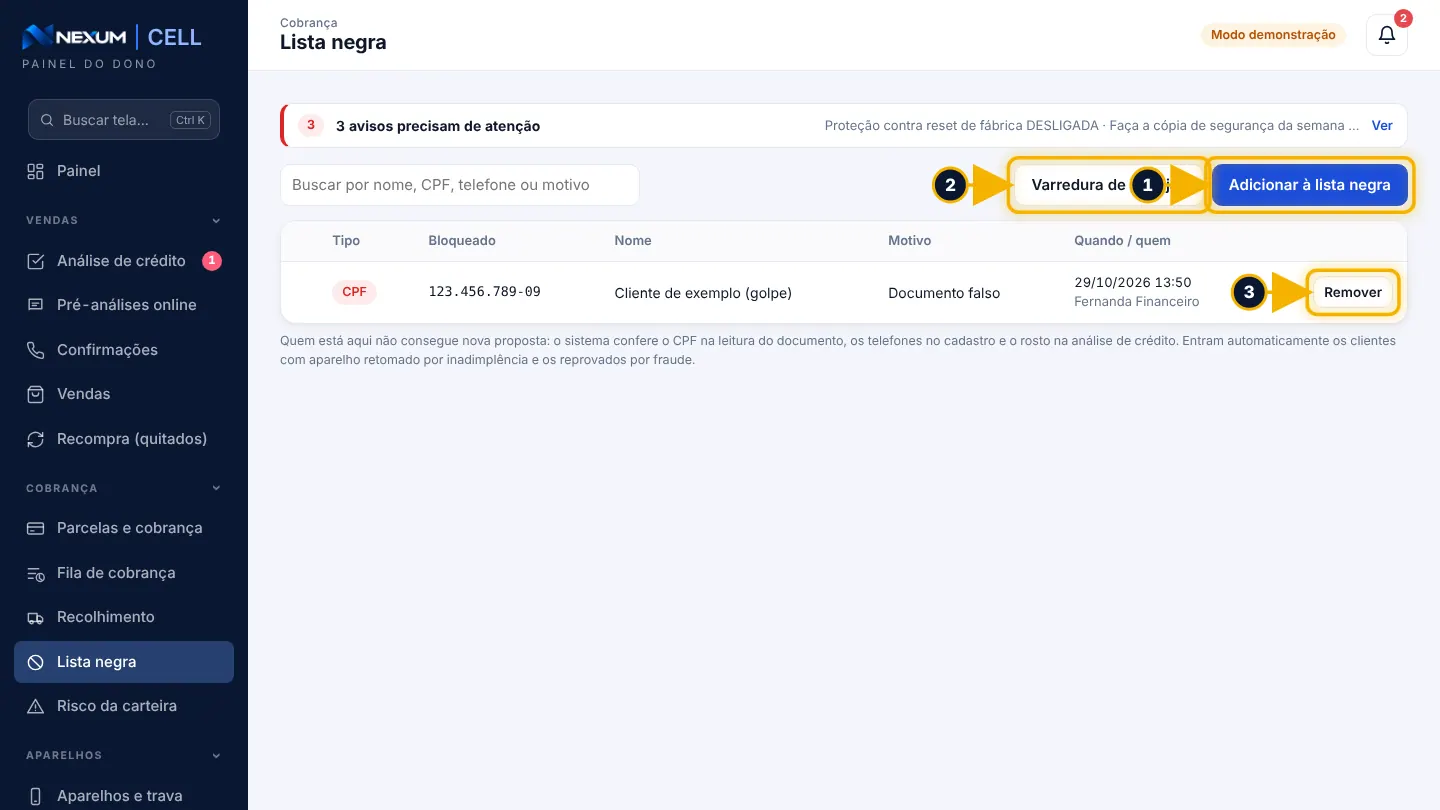 NEXUM | CELL
PAINEL DO DONO
Buscar tela... Ctrl K
Painel
VENDAS
Análise de crédito 1
Pré-análises online
Confirmações
Vendas
Recompra (quitados)
COBRANÇA
Parcelas e cobrança
Fila de cobrança
Recolhimento
Lista negra
Risco da carteira
APARELHOS
Aparelhos e trava
Cobrança
Lista negra
Modo demonstração
2
3 3 avisos precisam de atenção
Proteção contra reset de fábrica DESLIGADA · Faça a cópia de segurança da semana ... Ver
Buscar por nome, CPF, telefone ou motivo
2 Varredura de 1 Adicionar à lista negra
Tipo Bloqueado Nome Motivo Quando / quem
CPF 123.456.789-09 Cliente de exemplo (golpe) Documento falso 29/10/2026 13:50
Fernanda Financeiro
3 Remover
Quem está aqui não consegue nova proposta: o sistema confere o CPF na leitura do documento, os telefones no cadastro e o rosto na análise de crédito. Entram automaticamente os clientes
com aparelho retomado por inadimplência e os reprovados por fraude.